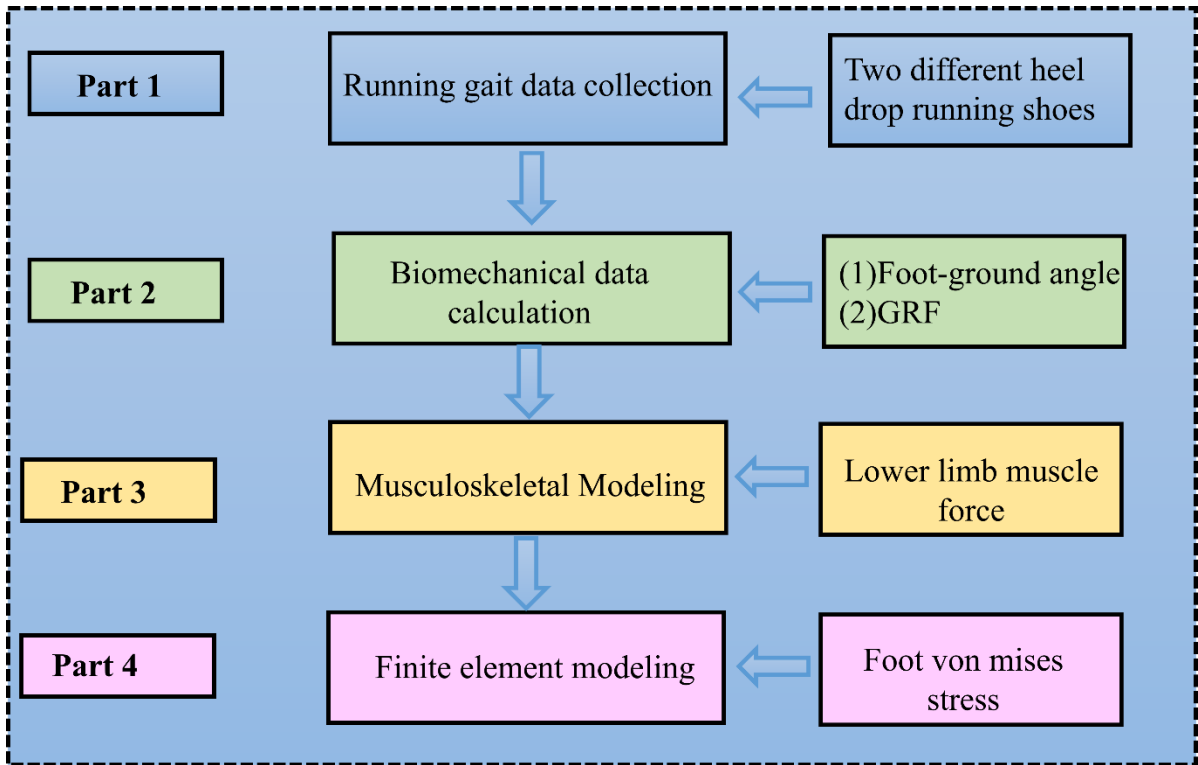 Part 1
Running gait data collection
Two different heel
drop running shoes
Part 2
Biomechanical data
calculation
(1)Foot-ground angle
(2)GRF
Part 3
Musculoskeletal Modeling
Lower limb muscle
force
Part 4
Finite element modeling
Foot von mises
stress